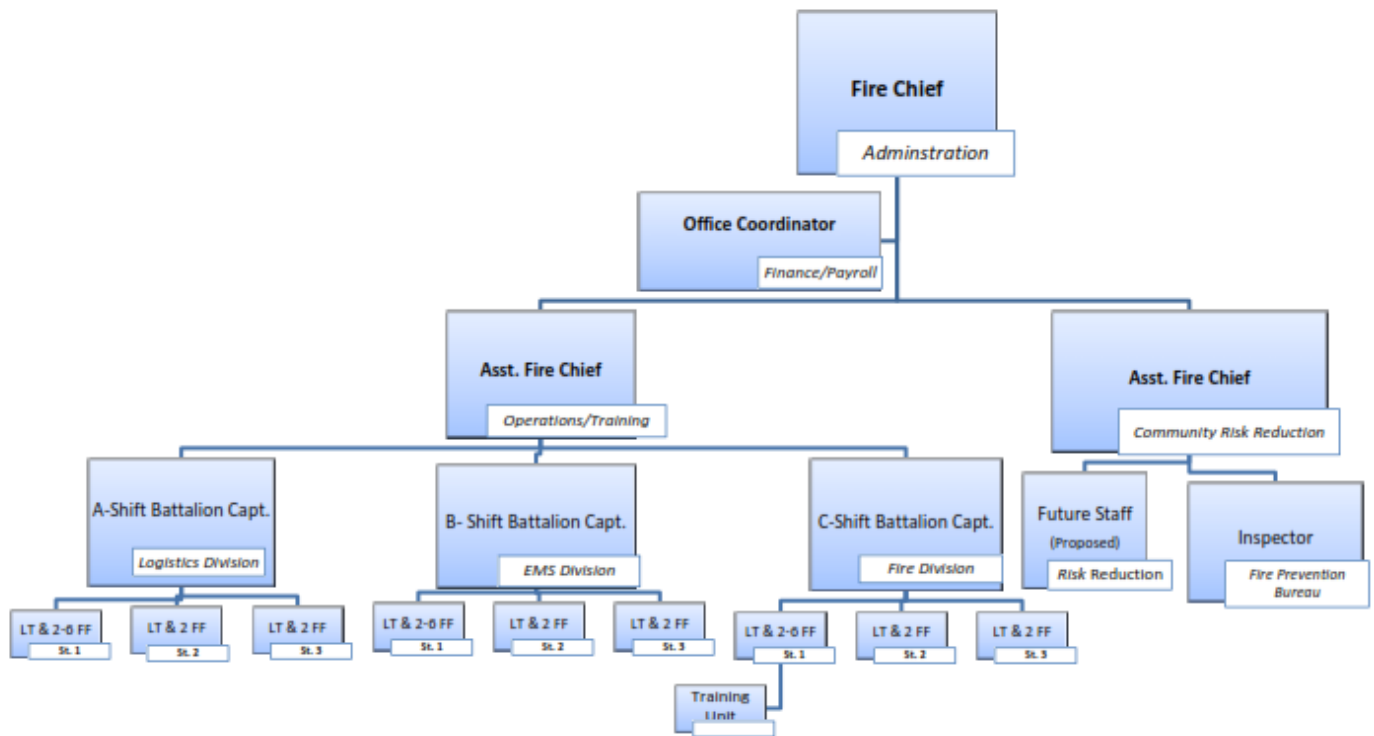 Fire Chief
Adminstration
Office Coordinator
Finance/Payroll
Asst. Fire Chief
Operations/Training
Asst. Fire Chief
Community Risk Reduction
A-Shift Battalion Capt.
Logistics Division
B- Shift Battalion Capt.
EMS Division
C-Shift Battalion Capt.
Fire Division
Future Staff
(Proposed)
Risk Reduction
Inspector
Fire Prevention
Bureau
LT & 2-6 FF
St. 1
LT & 2 FF
St. 2
LT & 2 FF
St. 3
LT & 2-6 FF
St. 1
LT & 2 FF
St. 2
LT & 2 FF
St. 3
LT & 2-6 FF
St. 1
LT & 2 FF
St. 2
LT & 2 FF
St. 3
Training
Unit